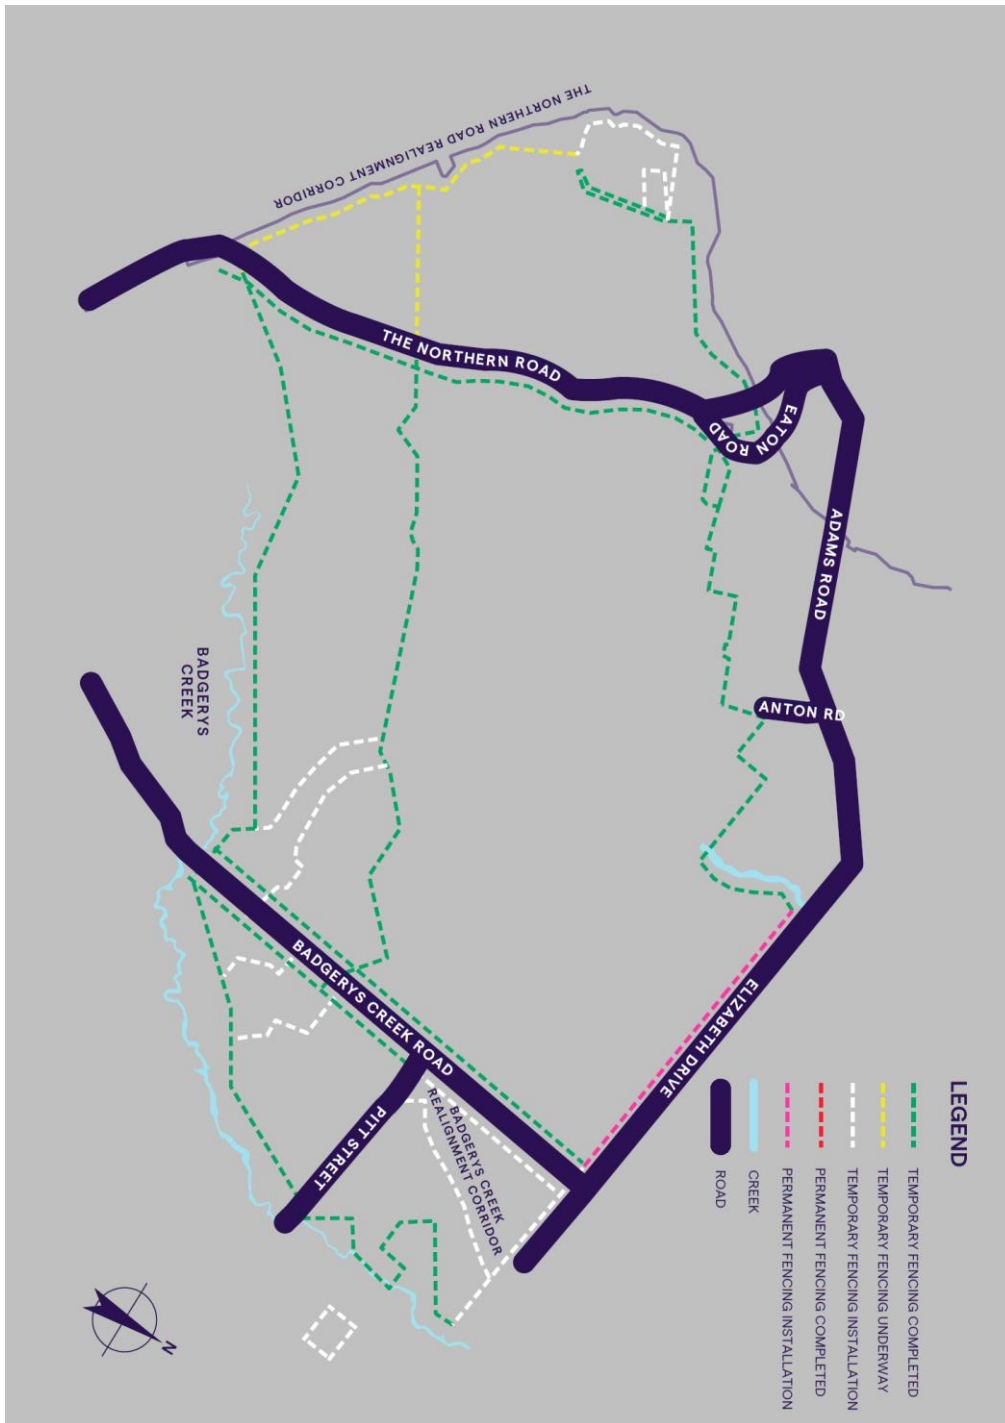 THE NORTHERN ROAD REALIGNMENT CORRIDOR
THE NORTHERN ROAD
EATON ROAD
ADAMS ROAD
ANTON RD
BADGERYS
CREEK
ELIZABETH DRIVE
BADGERYS CREEK ROAD
PITT STREET
BADGERYS CREEK
REALIGNMENT CORRIDOR
LEGEND
TEMPORARY FENCING COMPLETED
TEMPORARY FENCING UNDERWAY
TEMPORARY FENCING INSTALLATION
PERMANENT FENCING COMPLETED
PERMANENT FENCING INSTALLATION
CREEK
ROAD
N